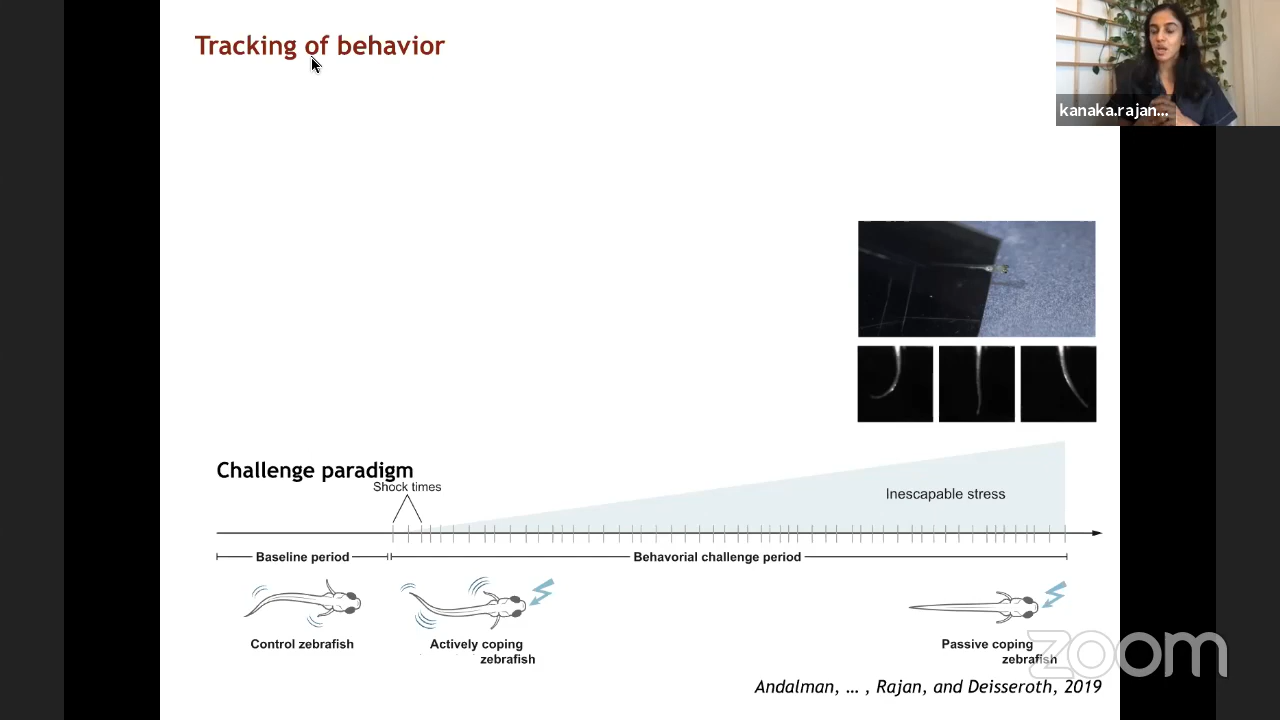 Tracking of behavior
kanaka.rajan...
Challenge paradigm
Shock times
Inescapable stress
Baseline period
Behavorial challenge period
Control zebrafish
Actively coping
zebrafish
Passive coping
zebrafish
zoom
Andalman, ... , Rajan, and Deisseroth, 2019